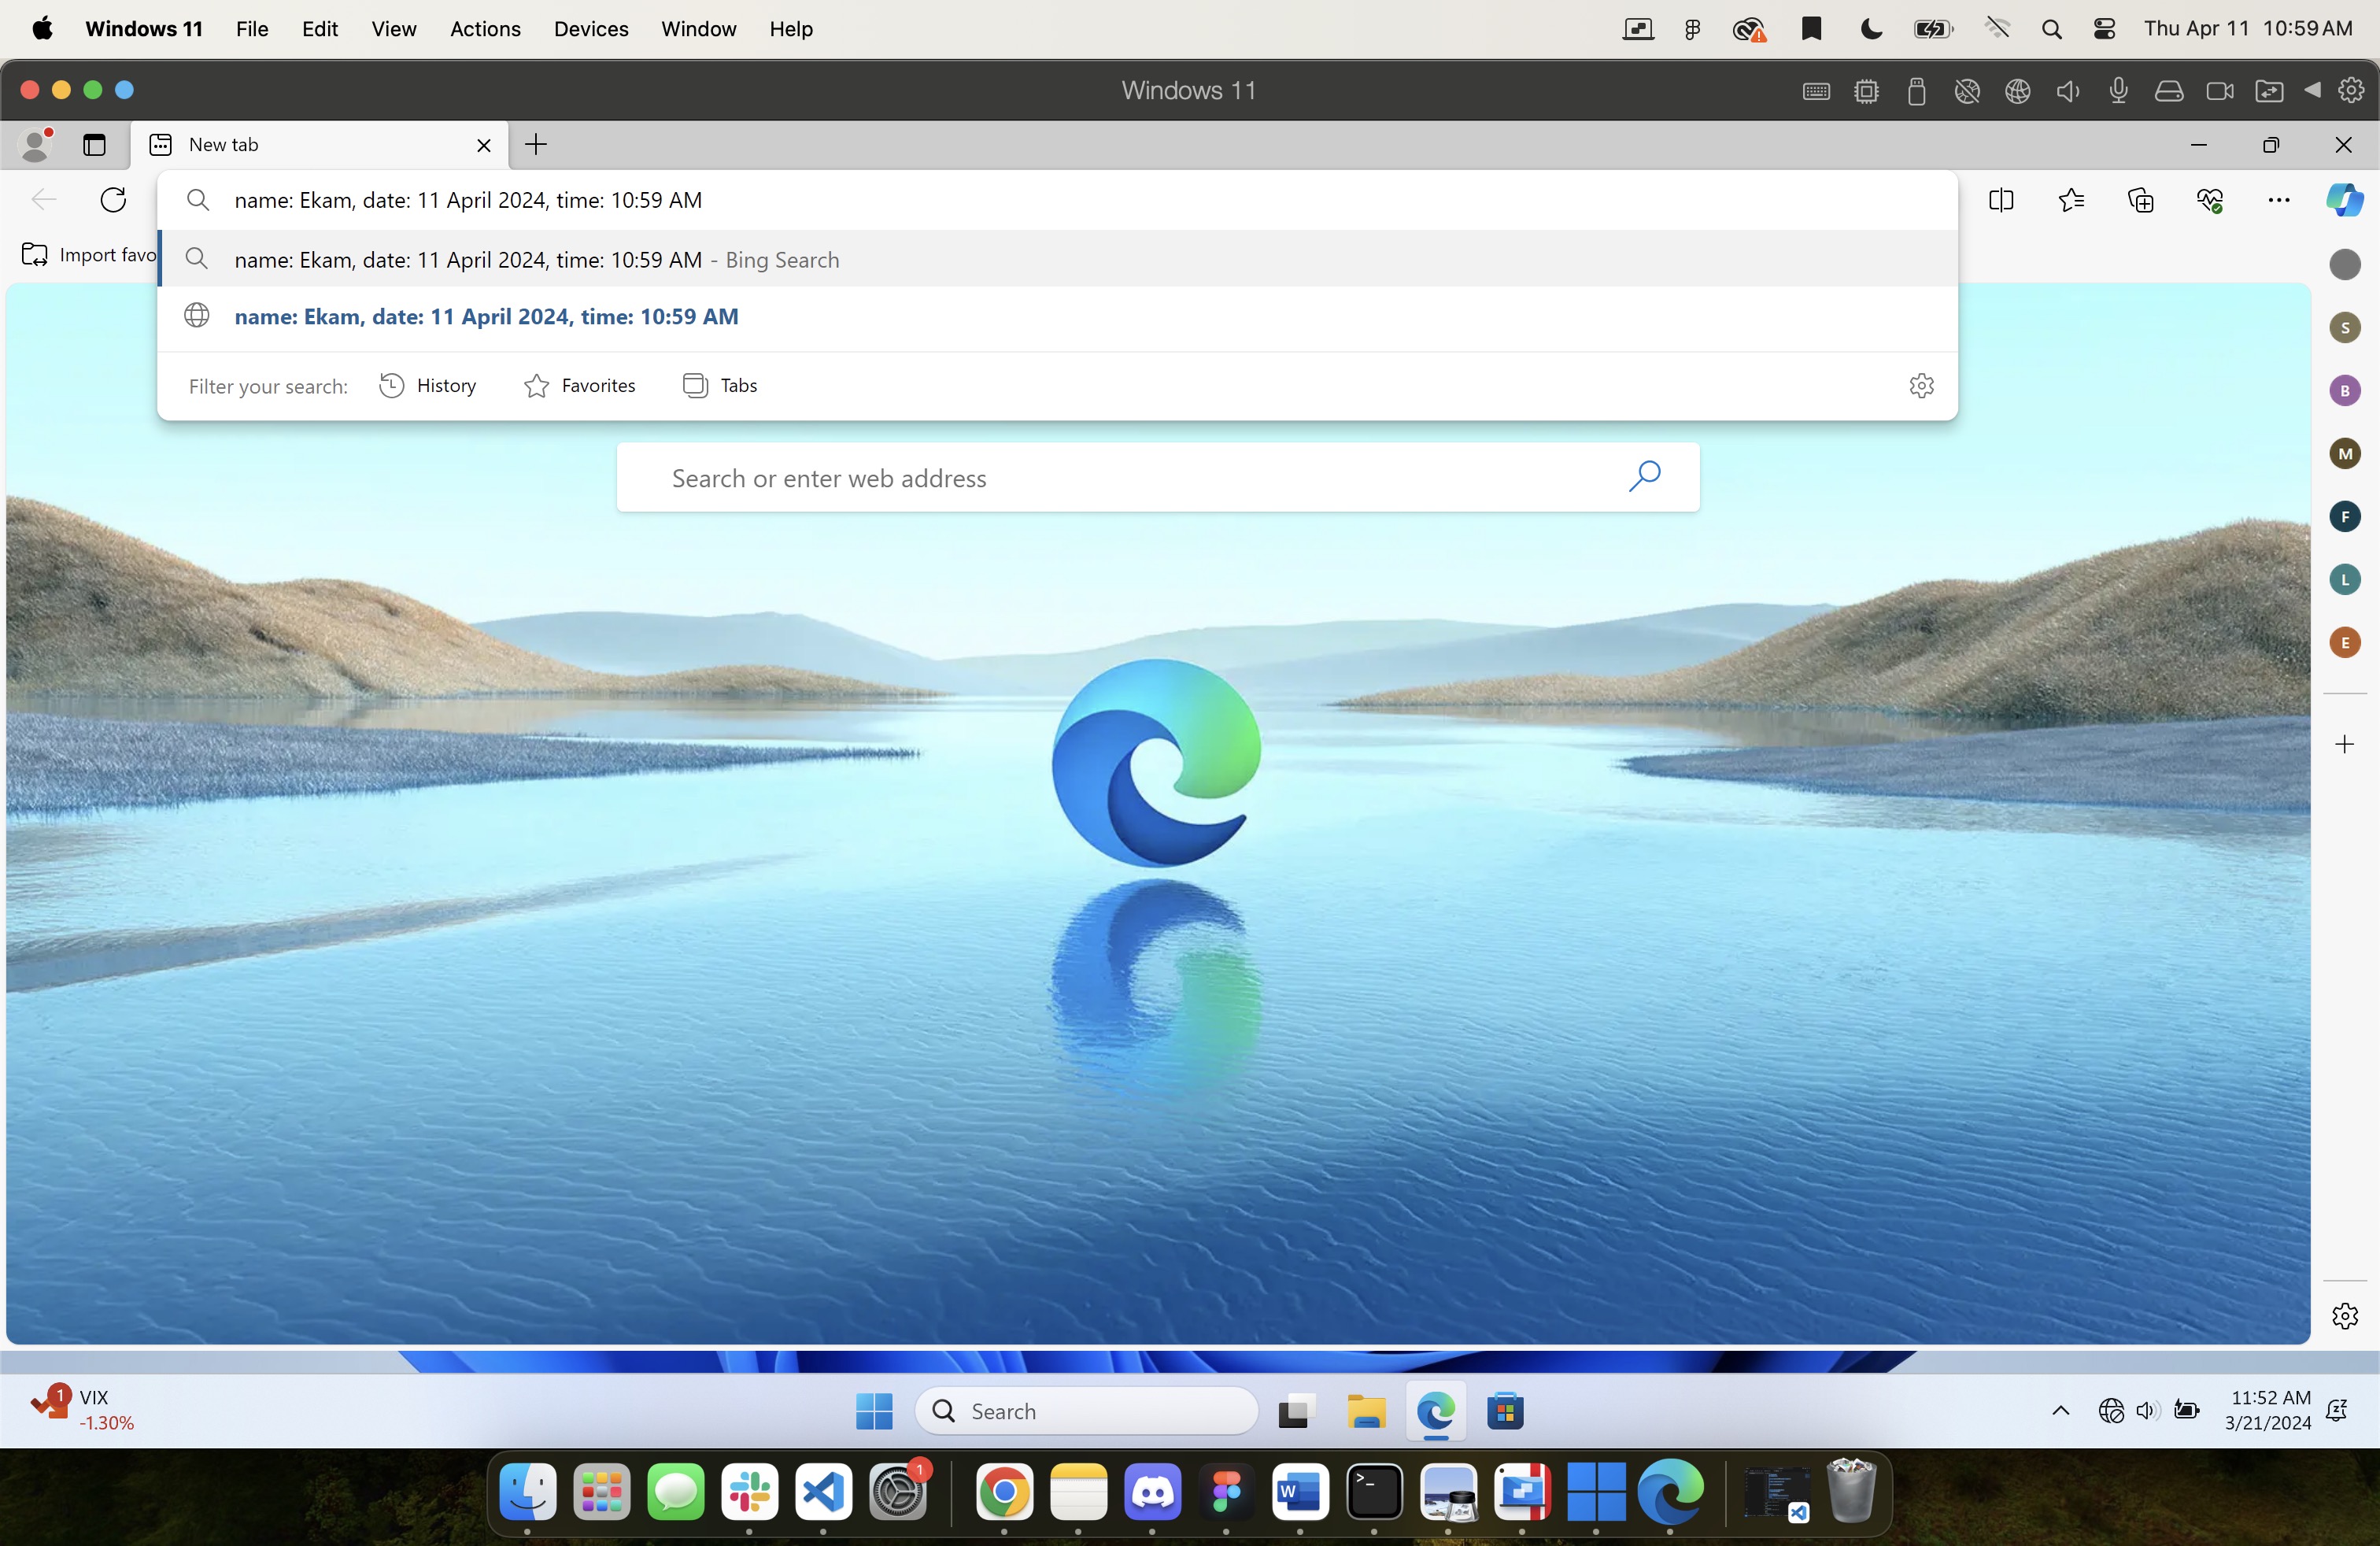 Windows 11 File Edit View Actions Devices Window Help Thu Apr 11 10:59 AM
Windows 11
New tab
name: Ekam, date: 11 April 2024, time: 10:59 AM
Import favo
name: Ekam, date: 11 April 2024, time: 10:59 AM - Bing Search
name: Ekam, date: 11 April 2024, time: 10:59 AM
Filter your search: History Favorites Tabs
Search or enter web address
S
B
M
F
L
E
1 VIX
-1.30%
Search
11:52 AM
3/21/2024
1
W